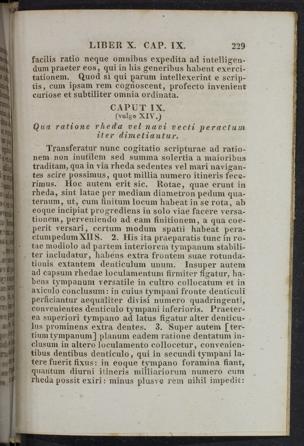 LIBER X. CAP. IX. 229
facilis ratio neque omnibus expedita ad intelligen-
dum praeter eos, qui in his generibus habent exerci-
tationem. Quod si qui parum intellexerint e scrip-
tis, cum ipsam rem cognoscent, profecto invenient
curiose et subtiliter omnia ordinata.
CAPUT IX.
(vulgo XIV.)
Qua ratione rheda vel navi vecti peractum
iter dimetiantur.
Transferatur nunc cogitatio scripturae ad ratio-
nem non inutilem sed summa solertia a maioribus
traditam, qua in via rheda sedentes vel mari navigan-
tes scire possimus, quot millia numero itineris fece-
rimus. Hoc autem erit sic. Rotae, quae erunt in
rheda, sint latae per mediam diametron pedum qua-
ternum, ut, cum finitum locum habeat in se rota, ab
eoque incipiat progrediens in solo viae facere versa-
tionem, perveniendo ad eam finitionem, a qua coe-
perit versari, certum modum spatii habeat pera-
ctum pedum XIIS. 2. His ita praeparatis tunc in ro-
tae modiolo ad partem interiorem tympanum stabili-
ter includatur, habens extra frontem suae rotunda-
tionis extantem denticulum unum. Insuper autem
ad capsum rhedae loculamentum firmiter figatur, ha-
bens tympanum versatile in cultro collocatum et in
axiculo conclusum: in cuius tympani fronte denticuli
perficiantur aequaliter divisi numero quadringenti,
convenientes denticulo tympani inferioris. Praeter-
ea superiori tympano ad latus figatur alter denticu-
lus prominens extra dentes. 3. Super autem [ter-
tium tympanum] planum eadem ratione dentatum in-
clusum in altero loculamento collocetur, convenien-
tibus dentibus denticulo, qui in secundi tympani la-
tere fuerit fixus: in eoque tympano foramina fiant,
quantum diurni itineris milliariorum numero cum
rheda possit exiri: minus plusve rem nihil impedit: